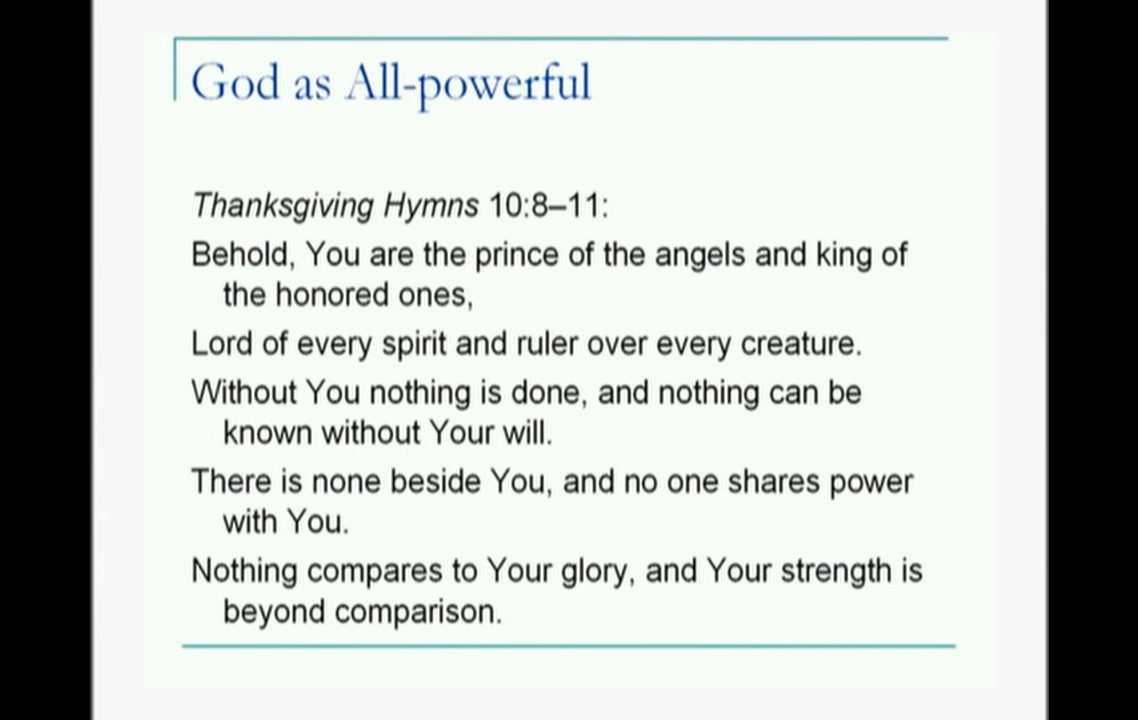 God as All-powerful
Thanksgiving Hymns 10:8–11:
Behold, You are the prince of the angels and king of
the honored ones,
Lord of every spirit and ruler over every creature.
Without You nothing is done, and nothing can be
known without Your will.
There is none beside You, and no one shares power
with You.
Nothing compares to Your glory, and Your strength is
beyond comparison.